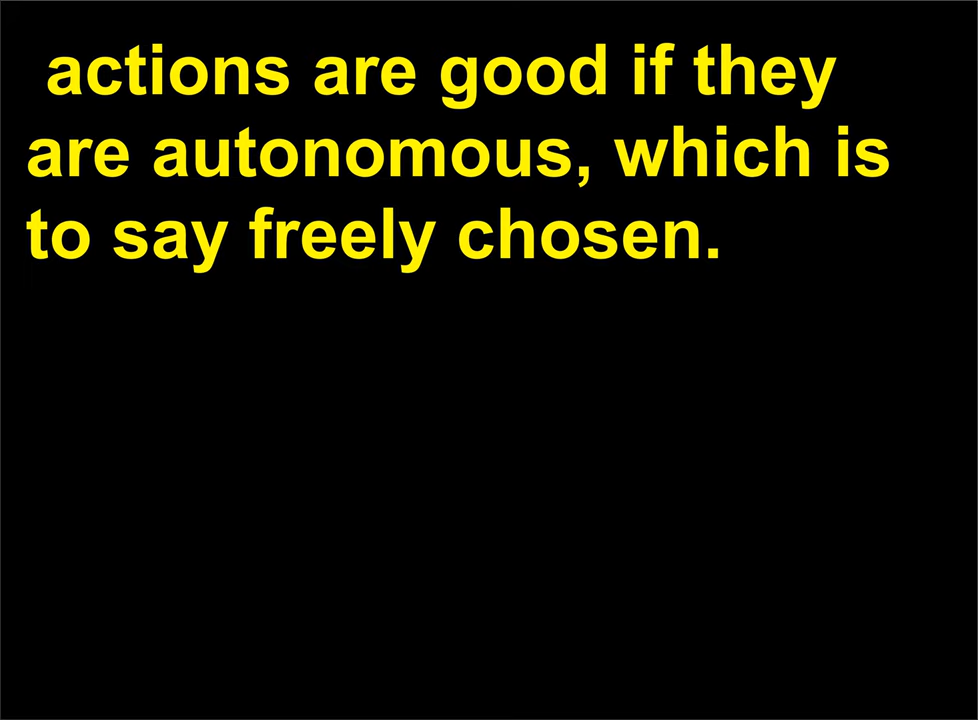 actions are good if they
are autonomous, which is
to say freely chosen.